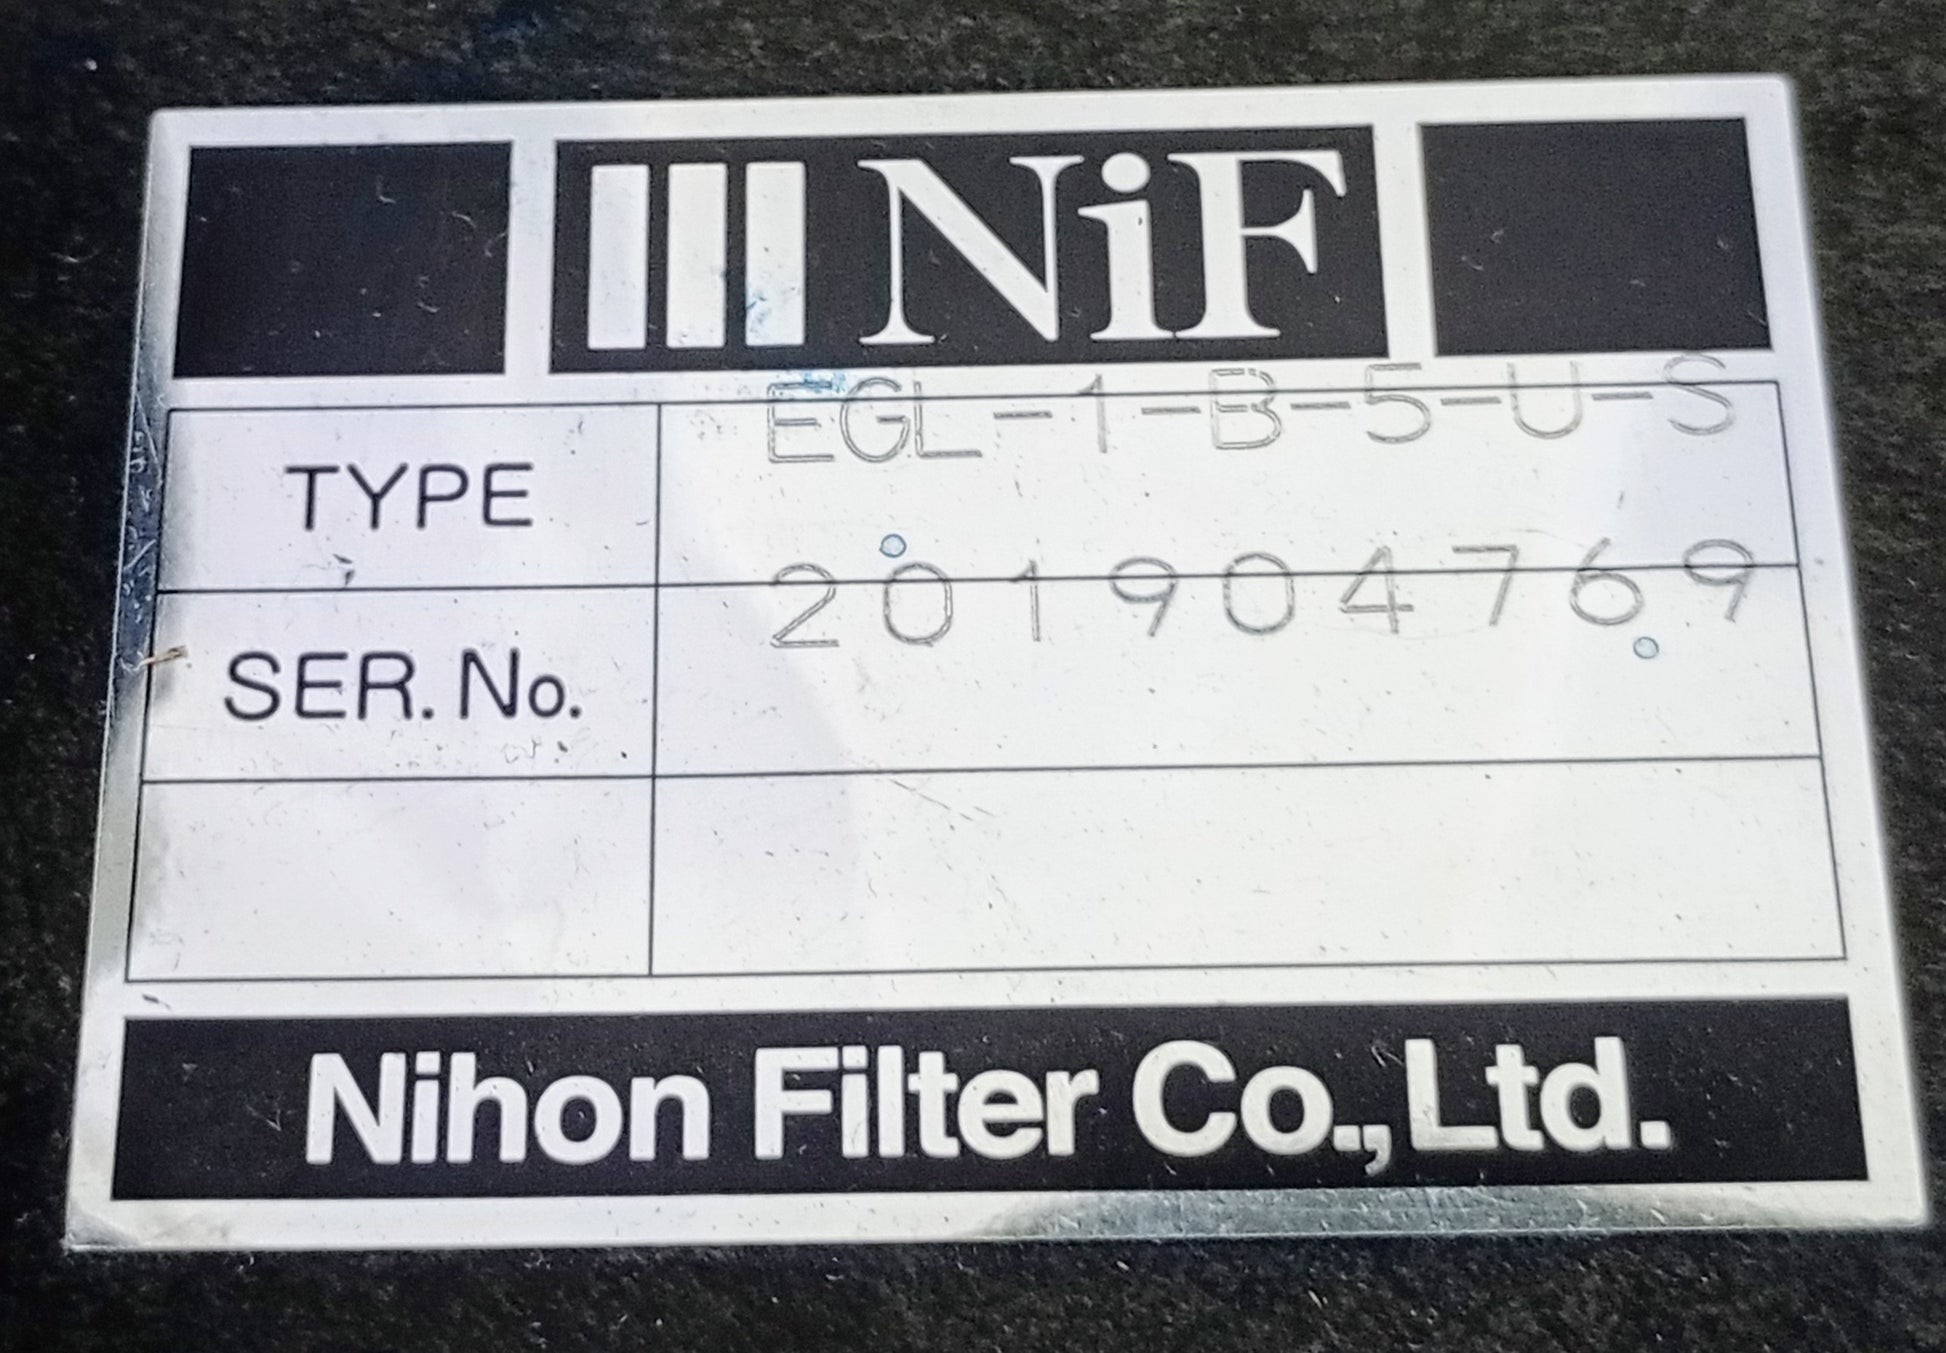 NiF
TYPE EGL-1-B-5-U-S
SER. No. 201904769
Nihon Filter Co., Ltd.